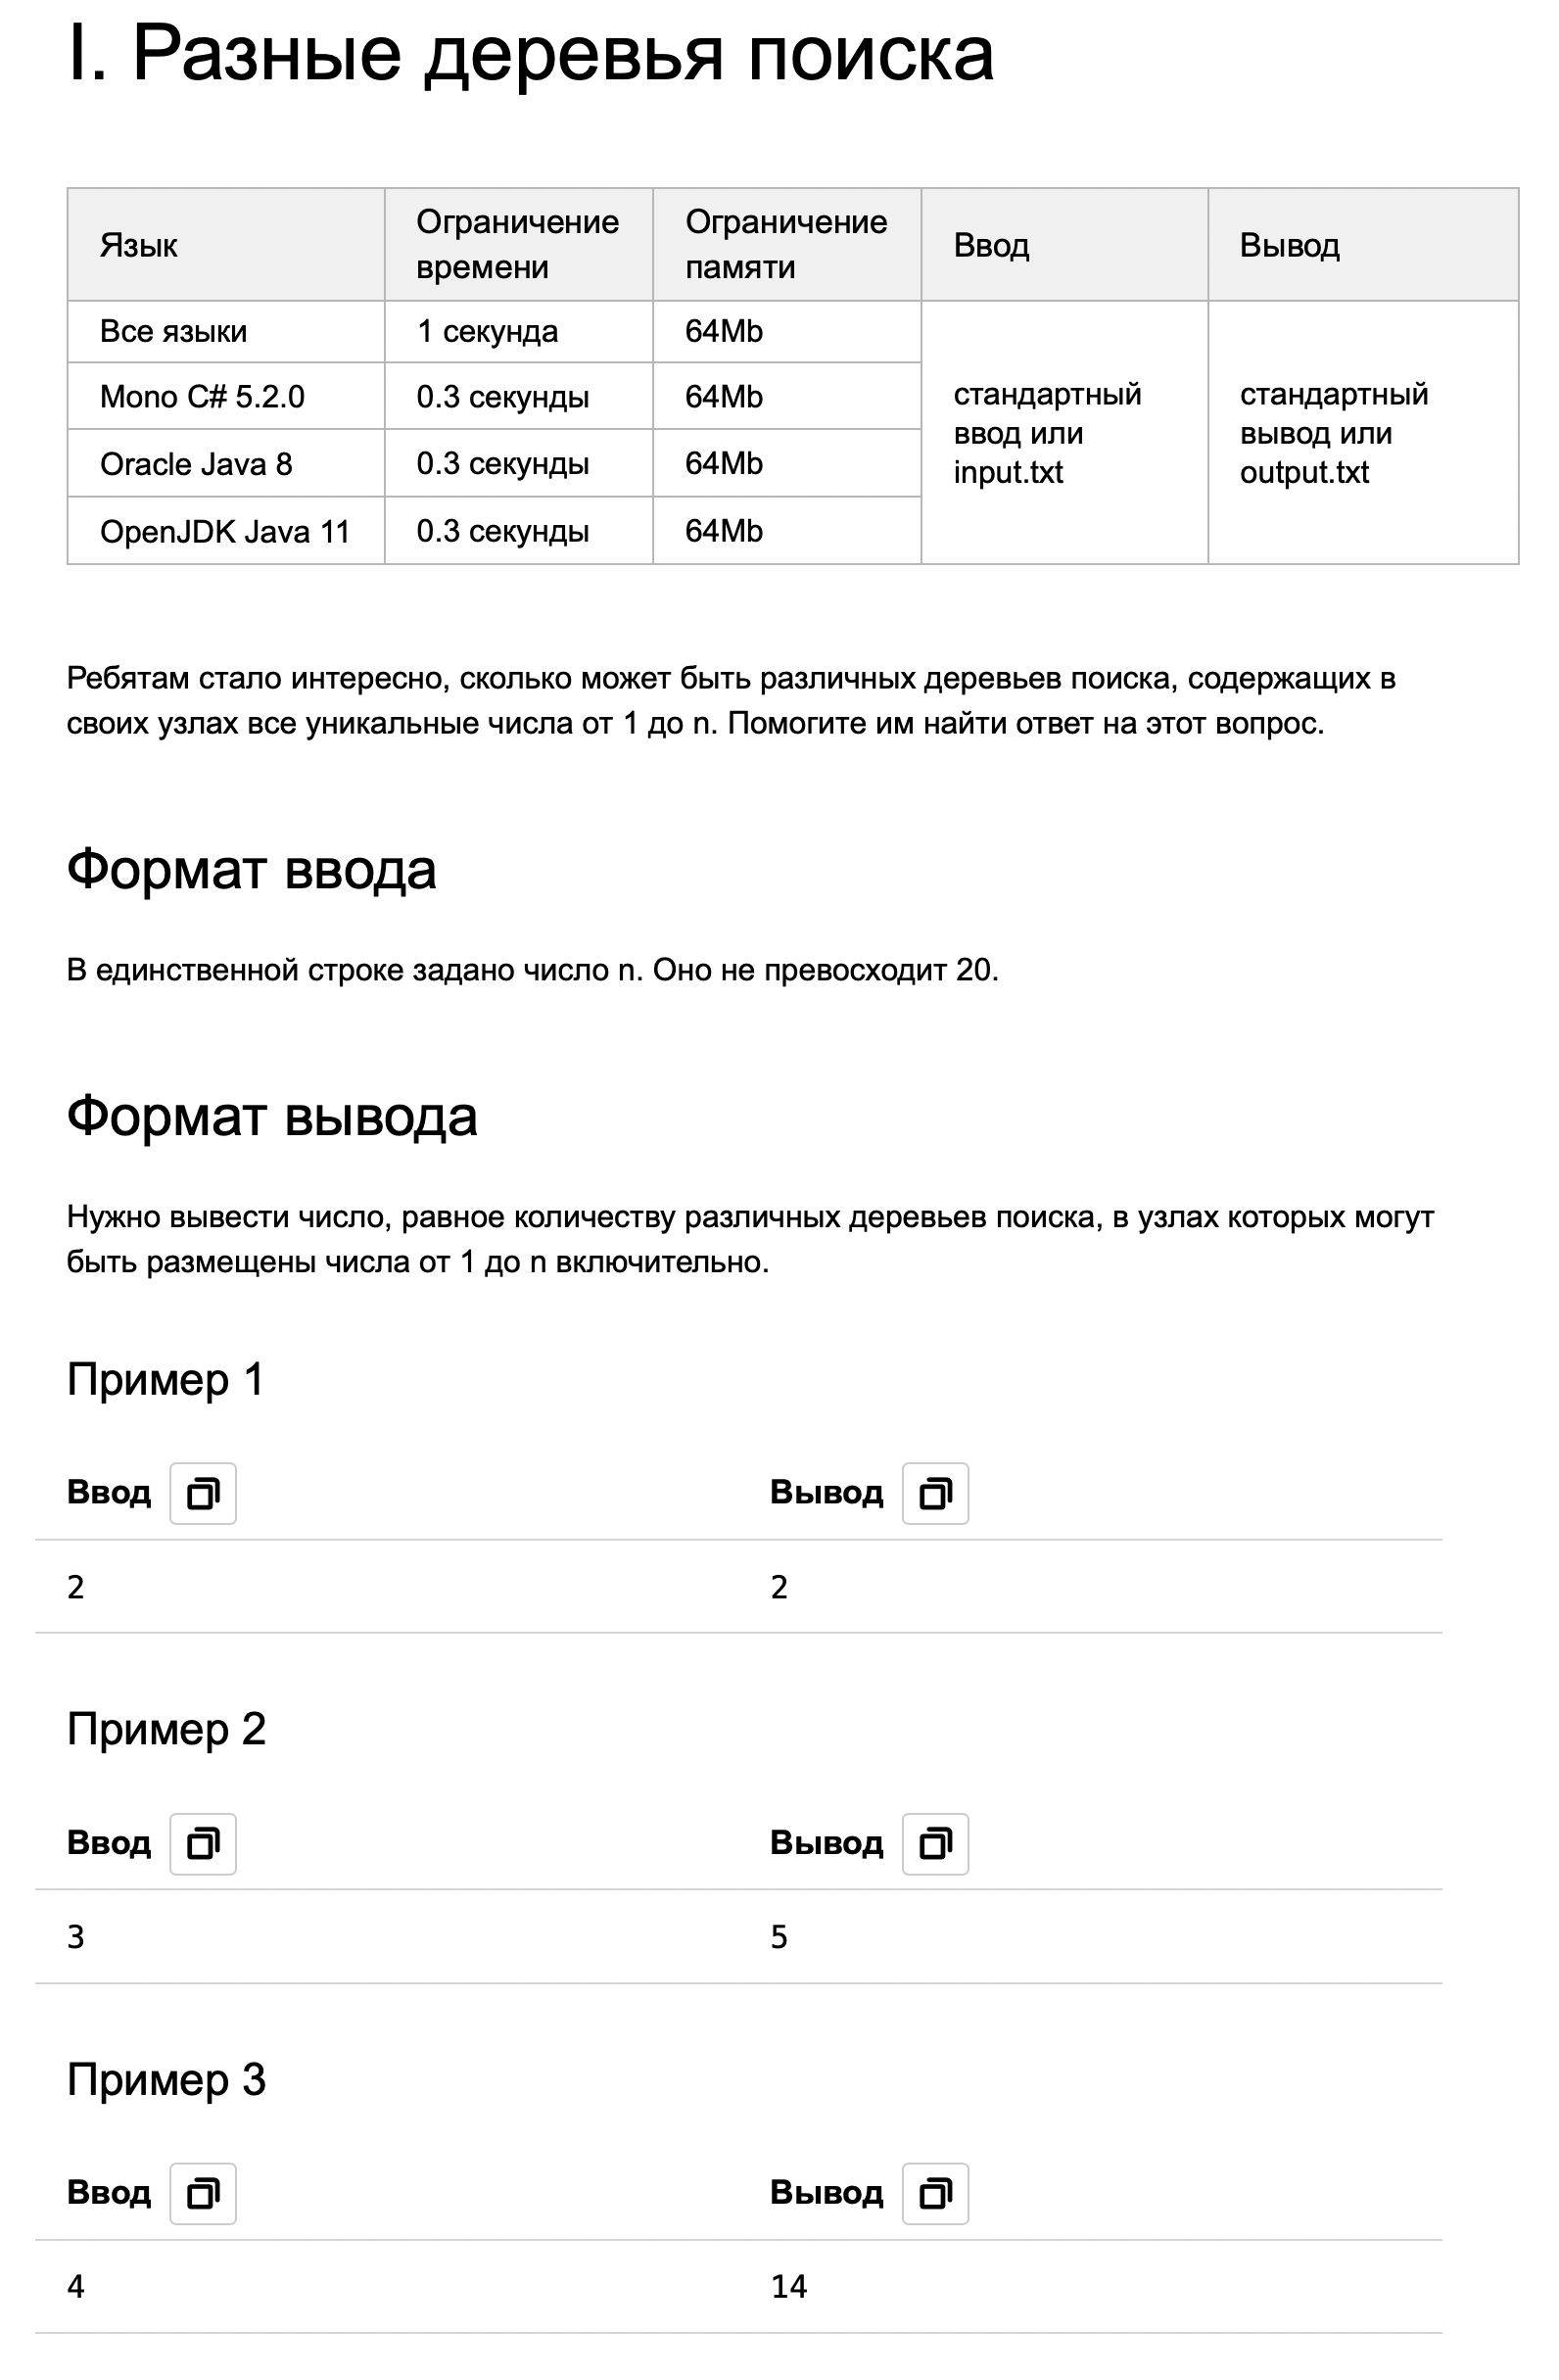 I. Разные деревья поиска
Язык
Ограничение
времени
Ограничение
памяти
Ввод
Вывод
Все языки
1 секунда
64Mb
стандартный
ввод или
input.txt
стандартный
вывод или
output.txt
Mono C# 5.2.0
0.3 секунды
64Mb
Oracle Java 8
0.3 секунды
64Mb
OpenJDK Java 11
0.3 секунды
64Mb
Ребятам стало интересно, сколько может быть различных деревьев поиска, содержащих в
своих узлах все уникальные числа от 1 до n. Помогите им найти ответ на этот вопрос.
Формат ввода
В единственной строке задано число n. Оно не превосходит 20.
Формат вывода
Нужно вывести число, равное количеству различных деревьев поиска, в узлах которых могут
быть размещены числа от 1 до n включительно.
Пример 1
Ввод
Вывод
2
2
Пример 2
Ввод
Вывод
3
5
Пример 3
Ввод
Вывод
4
14